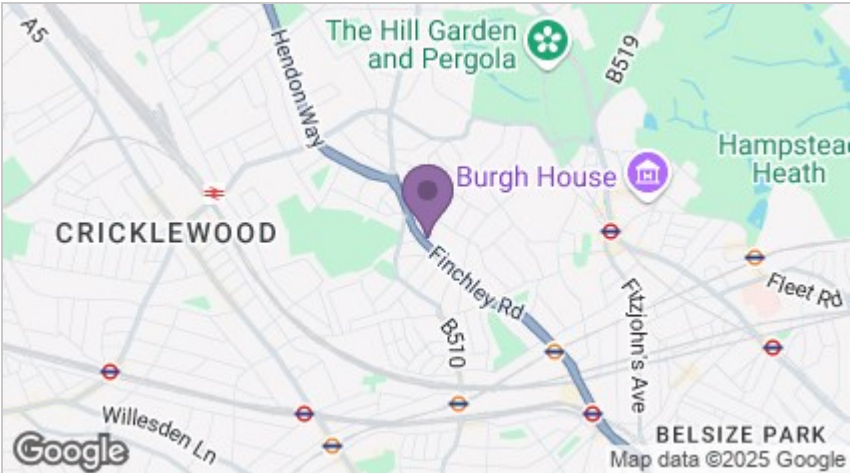 A5
Hendon Way
The Hill Garden
and Pergola
B519
Hampstead
Heath
Burgh House
CRICKLEWOOD
Finchley Rd
Fitzjohn's Ave
Fleet Rd
B510
Willesden Ln
BELSIZE PARK
Google
Map data ©2025 Google